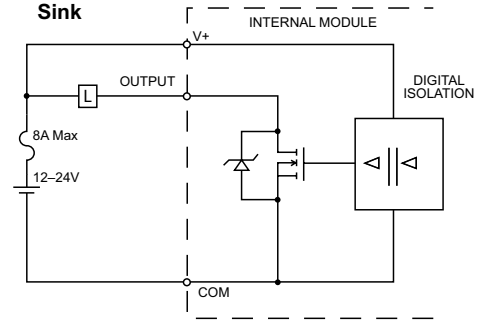 Sink
INTERNAL MODULE
V+
OUTPUT
L
DIGITAL
ISOLATION
8A Max
12–24V
COM